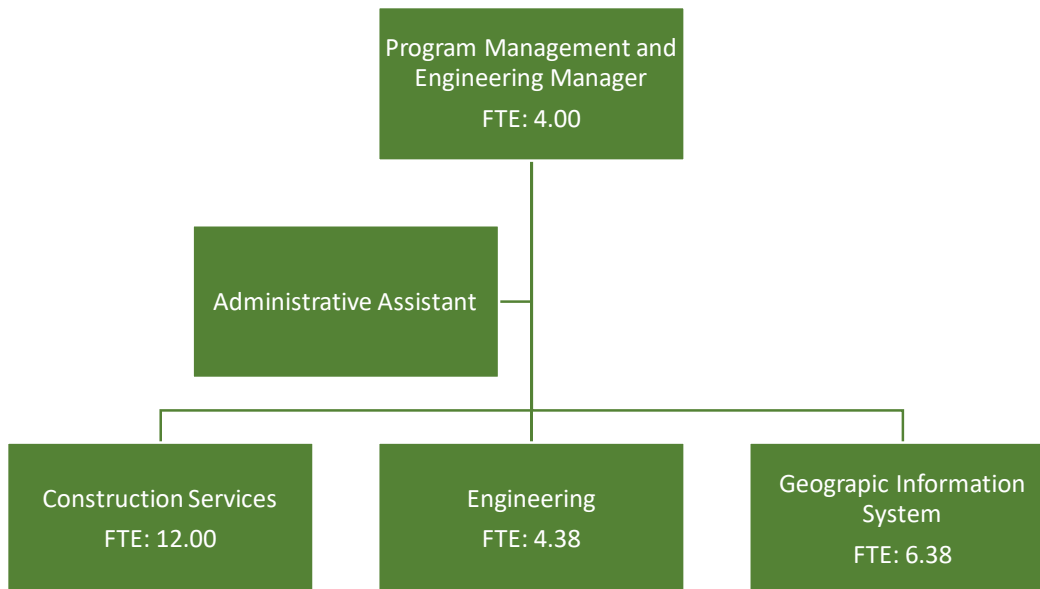 Program Management and
Engineering Manager
FTE: 4.00
Administrative Assistant
Construction Services
FTE: 12.00
Engineering
FTE: 4.38
Geograpic Information
System
FTE: 6.38